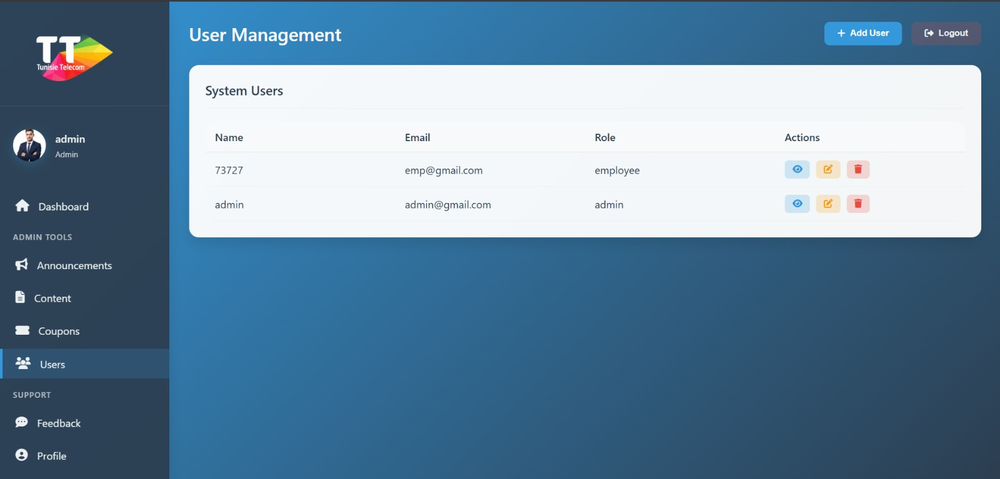 TT
Tunisie Telecom
admin
Admin
Dashboard
ADMIN TOOLS
Announcements
Content
Coupons
Users
SUPPORT
Feedback
Profile
User Management
Add User
Logout
System Users
Name Email Role Actions
73727 emp@gmail.com employee
admin admin@gmail.com admin